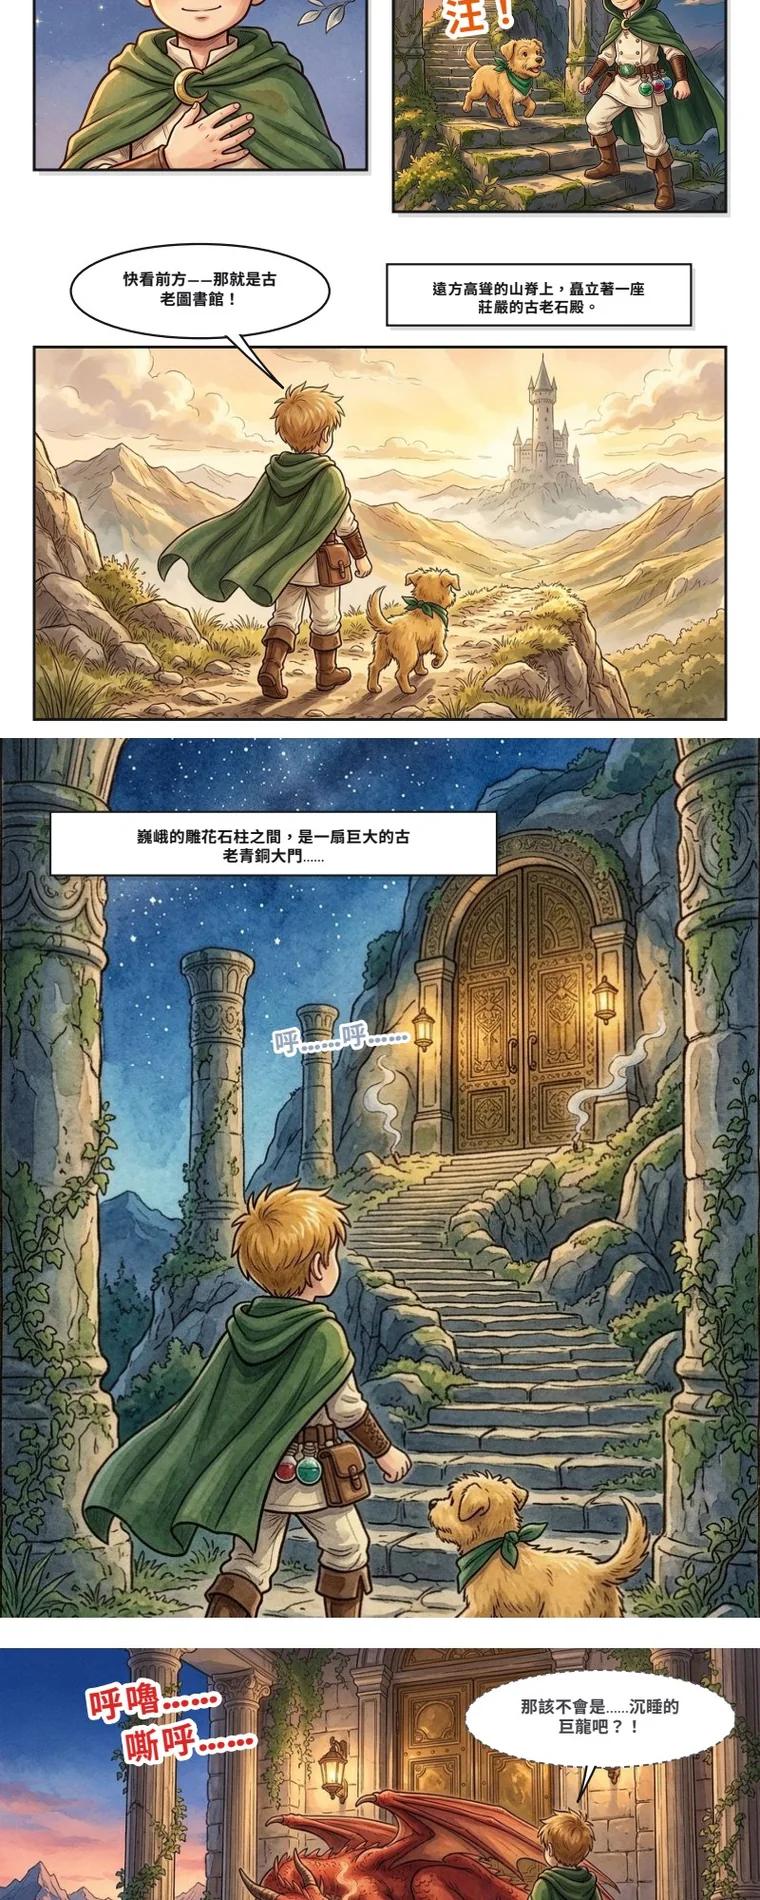 汪！
快看前方——那就是古
老圖書館！
遠方高聳的山脊上，矗立著一座
莊嚴的古老石殿。
巍峨的雕花石柱之間，是一扇巨大的古
老青銅大門……
呼……呼……
呼嚕……
嘶呼……
那該不會是……沉睡的
巨龍吧？！